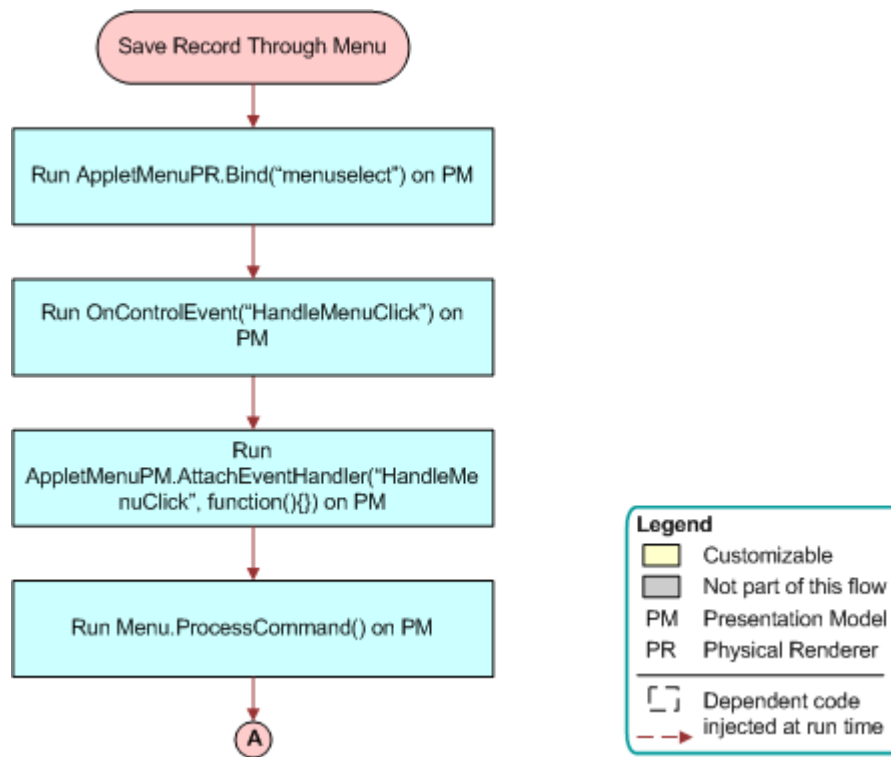 Save Record Through Menu
Run AppletMenuPR.Bind(“menuselect”) on PM
Run OnControlEvent(“HandleMenuClick”) on
PM
Run
AppletMenuPM.AttachEventHandler(“HandleMe
nuClick”, function(){}) on PM
Run Menu.ProcessCommand() on PM
A
Legend
Customizable
Not part of this flow
PM Presentation Model
PR Physical Renderer
Dependent code
injected at run time